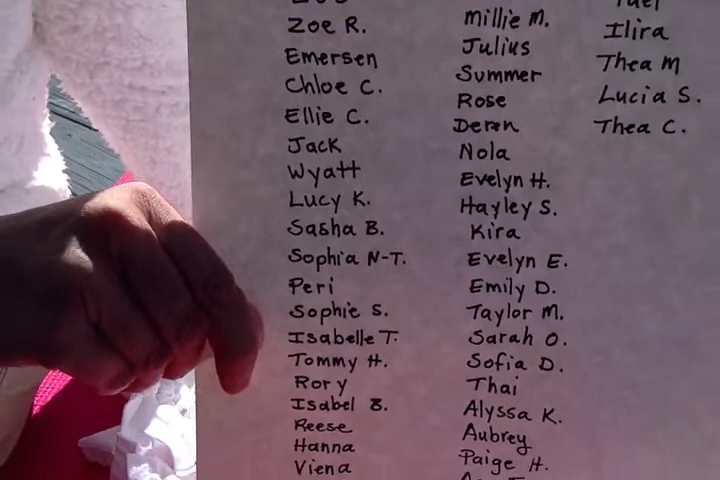 Zoe R.
Emersen
Chloe C.
Ellie C.
Jack
Wyatt
Lucy K.
Sasha B.
Sophia N-T.
Peri
Sophie S.
Isabelle T.
Tommy H.
Rory
Isabel B.
Reese
Hanna
Viena
Millie M.
Julius
Summer
Rose
Deren
Nola
Evelyn H.
Hayley S.
Kira
Evelyn E.
Emily D.
Taylor M.
Sarah O.
Sofia D.
Thai
Alyssa K.
Aubrey
Paige H.
Ilira
Thea M
Lucia S.
Thea C.